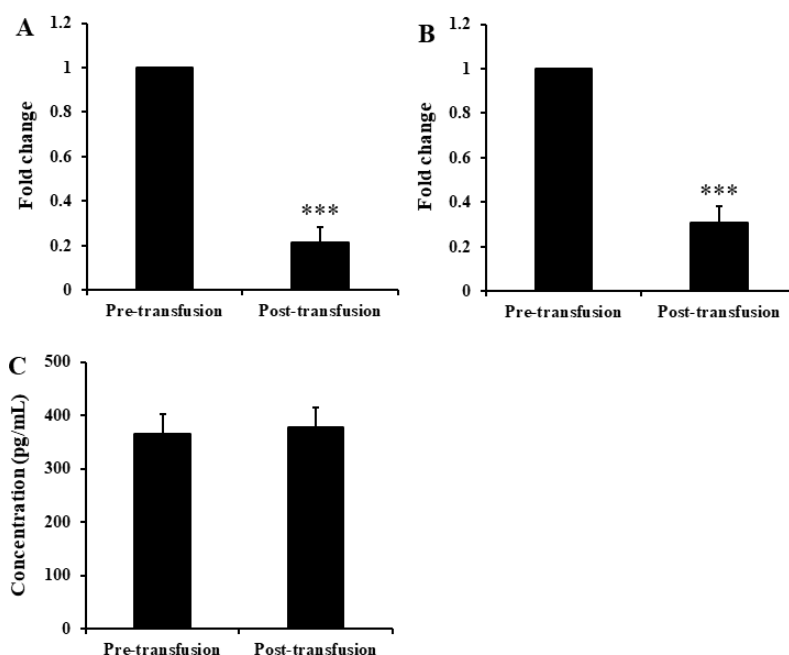 A
Fold change
1.2
1
0.8
0.6
0.4
0.2
0
***
Pre-transfusion
Post-transfusion
B
Fold change
1.2
1
0.8
0.6
0.4
0.2
0
***
Pre-transfusion
Post-transfusion
C
Concentration (pg/mL)
500
400
300
200
100
0
Pre-transfusion
Post-transfusion